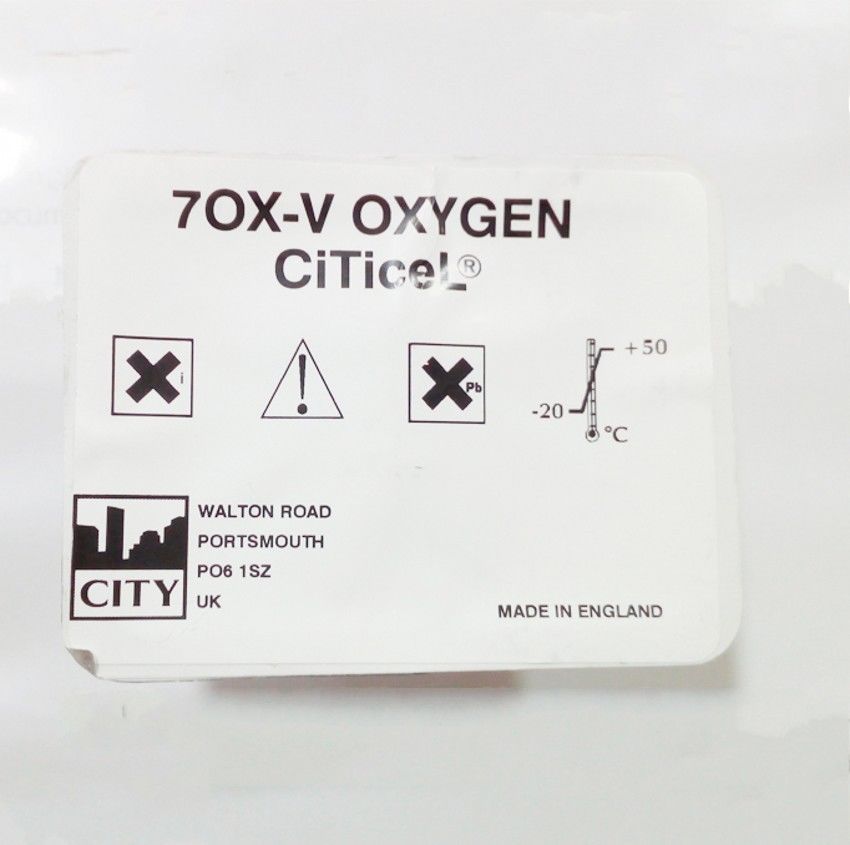 7OX-V OXYGEN
CiTiceL®
i
Pb
+50
-20
°C
CITY
WALTON ROAD
PORTSMOUTH
PO6 1SZ
UK
MADE IN ENGLAND